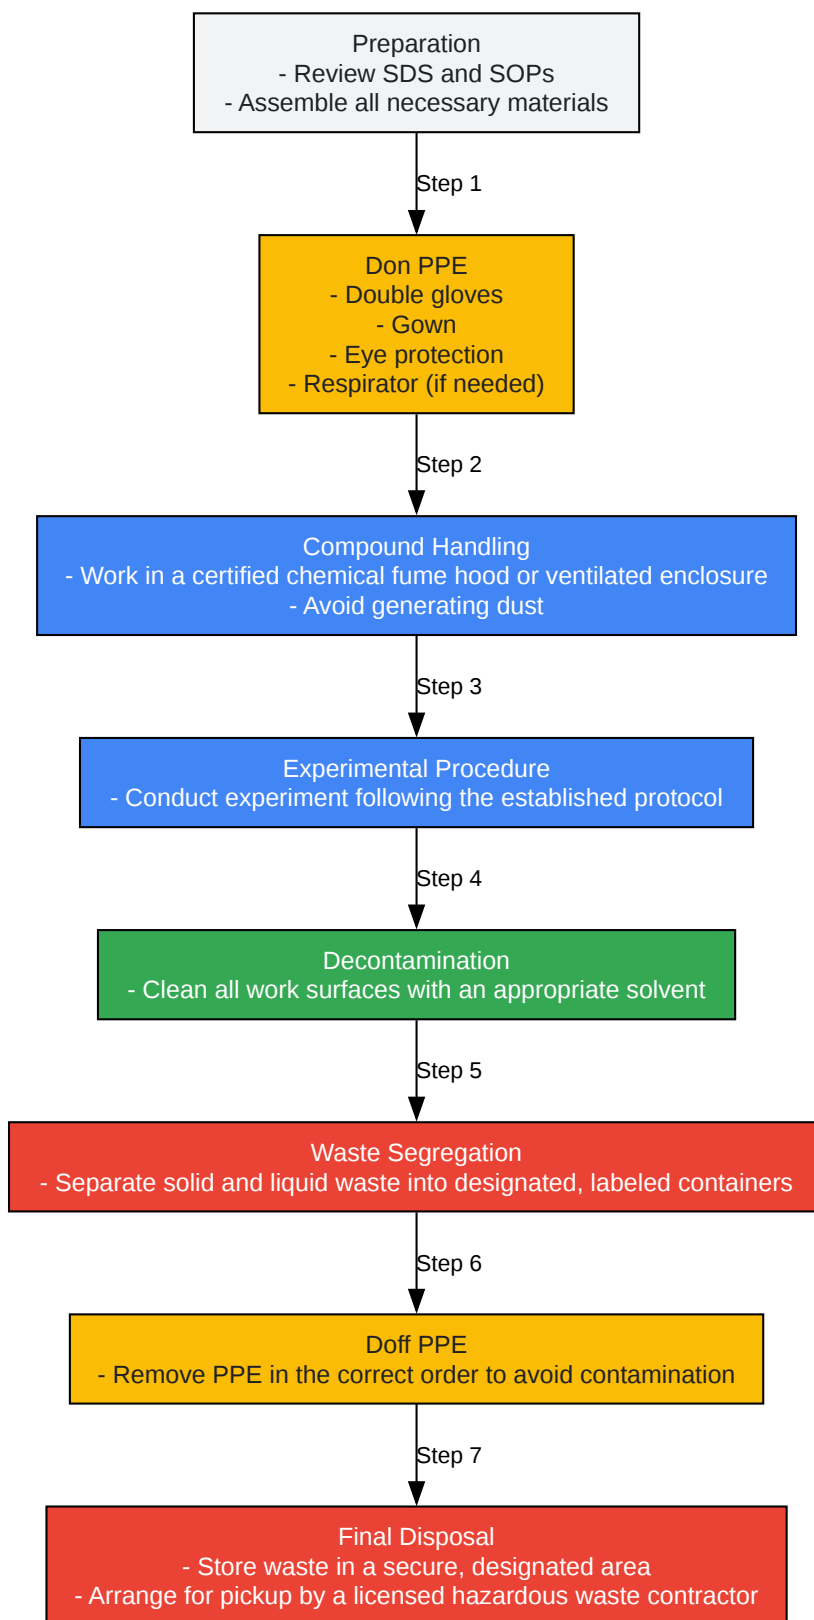 Preparation
- Review SDS and SOPs
- Assemble all necessary materials
Step 1
Don PPE
- Double gloves
- Gown
- Eye protection
- Respirator (if needed)
Step 2
Compound Handling
- Work in a certified chemical fume hood or ventilated enclosure
- Avoid generating dust
Step 3
Experimental Procedure
- Conduct experiment following the established protocol
Step 4
Decontamination
- Clean all work surfaces with an appropriate solvent
Step 5
Waste Segregation
- Separate solid and liquid waste into designated, labeled containers
Step 6
Doff PPE
- Remove PPE in the correct order to avoid contamination
Step 7
Final Disposal
- Store waste in a secure, designated area
- Arrange for pickup by a licensed hazardous waste contractor